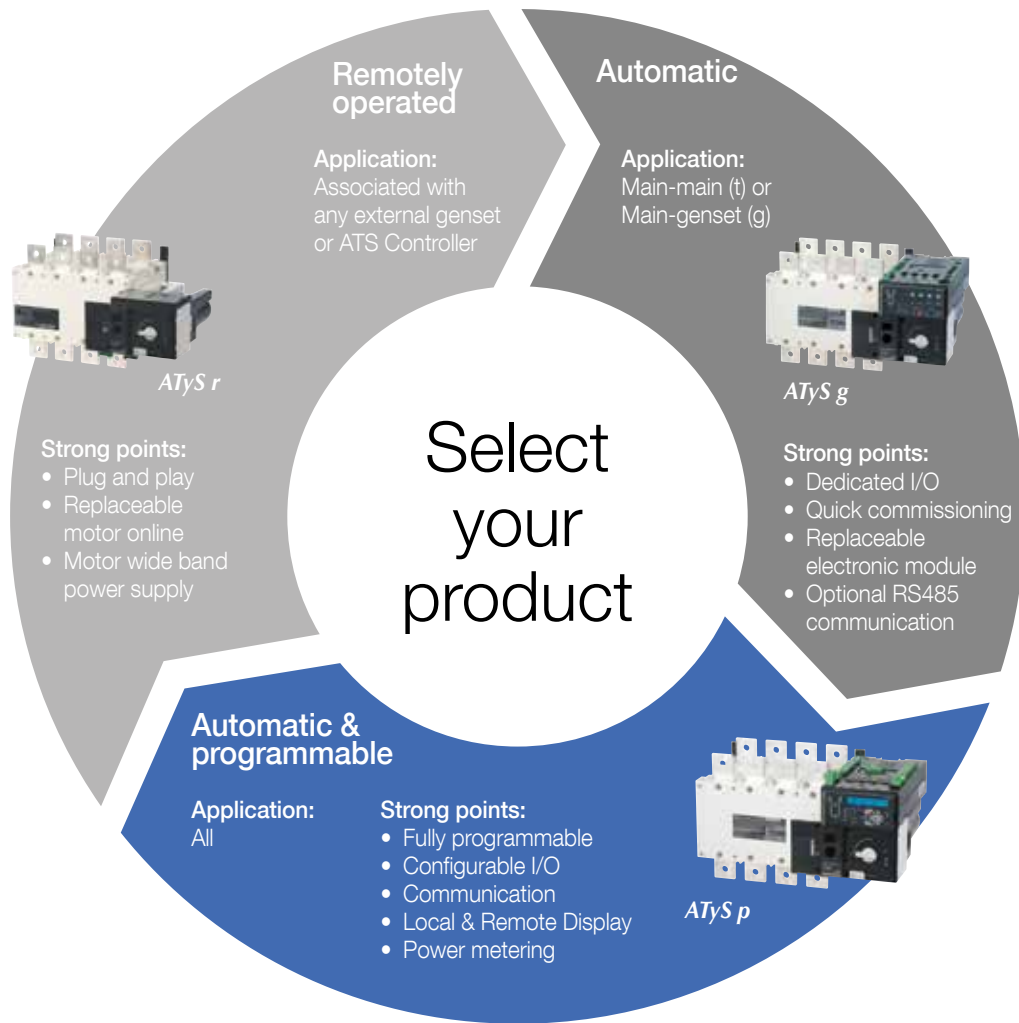 Remotely
operated
Application:
Associated with
any external genset
or ATS Controller
ATyS r
Strong points:
• Plug and play
• Replaceable
motor online
• Motor wide band
power supply
Automatic
Application:
Main-main (t) or
Main-genset (g)
ATyS g
Strong points:
• Dedicated I/O
• Quick commissioning
• Replaceable
electronic module
• Optional RS485
communication
Select
your
product
Automatic &
programmable
Application:
All
Strong points:
• Fully programmable
• Configurable I/O
• Communication
• Local & Remote Display
• Power metering
ATyS p